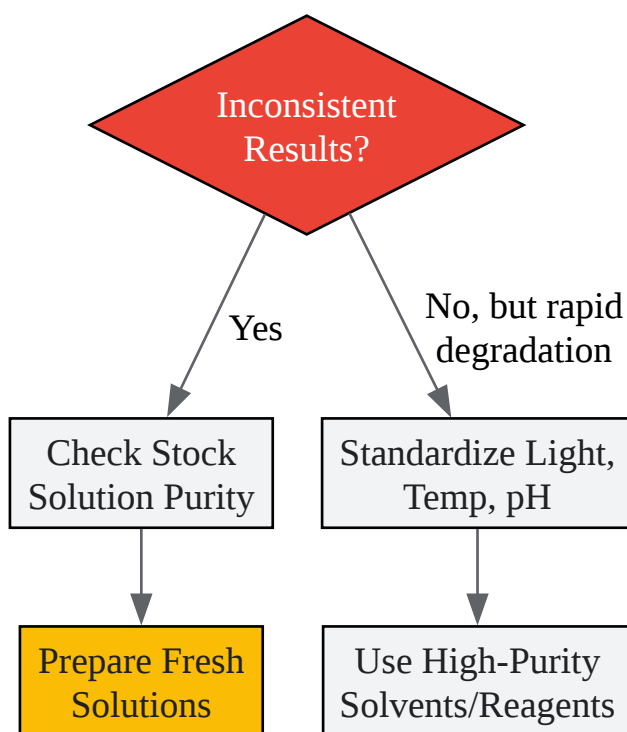 Inconsistent
Results?
Yes
No, but rapid
degradation
Check Stock
Solution Purity
Standardize Light,
Temp, pH
Prepare Fresh
Solutions
Use High-Purity
Solvents/Reagents